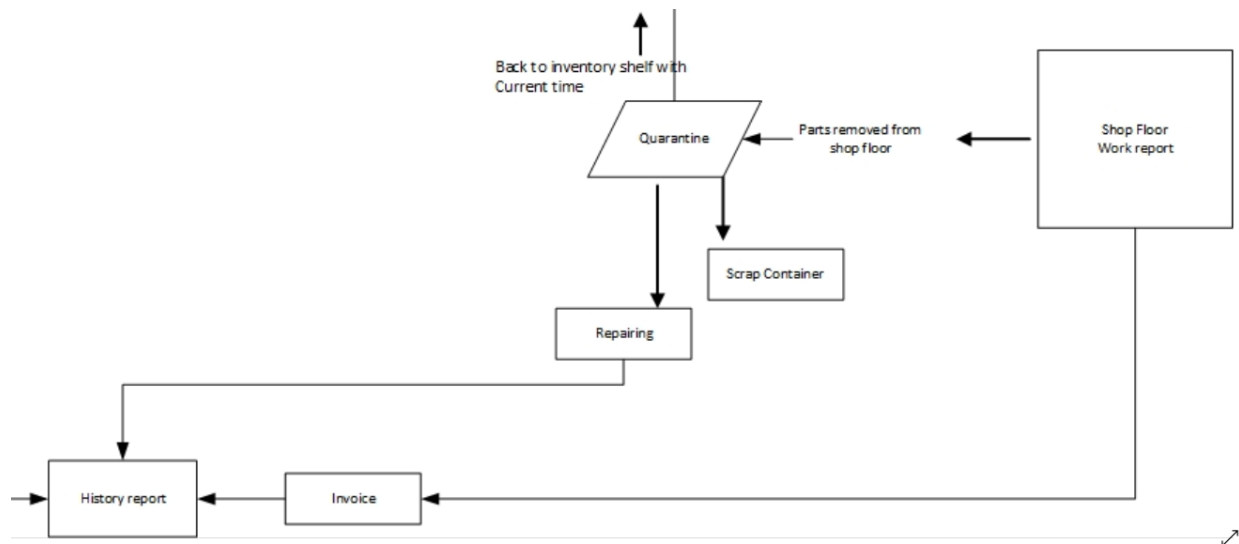 Back to inventory shelf with
Current time
Quarantine
Parts removed from
shop floor
Shop Floor
Work report
Scrap Container
Repairing
History report
Invoice